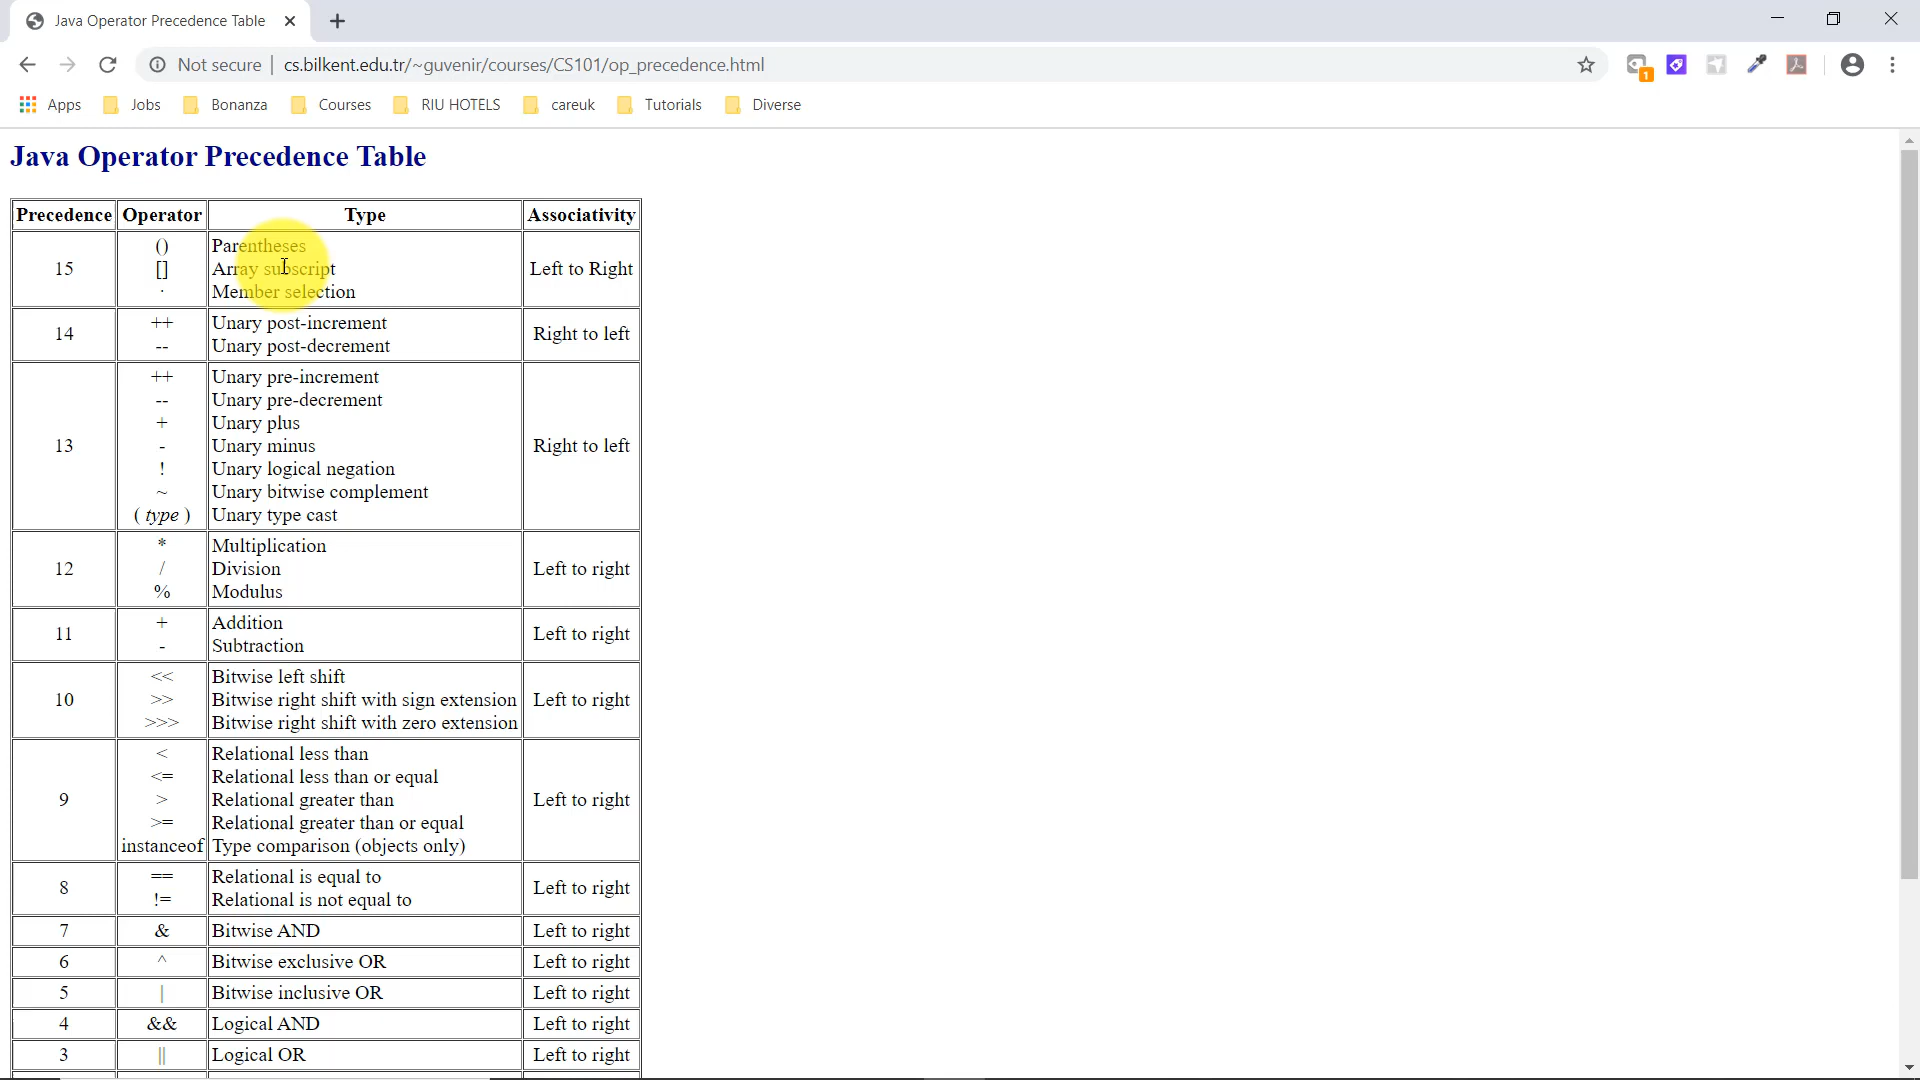 Java Operator Precedence Table
Not secure | cs.bilkent.edu.tr/~guvenir/courses/CS101/op_precedence.html
1
Apps Jobs Bonanza Courses RIU HOTELS careuk Tutorials Diverse
Java Operator Precedence Table
Precedence Operator Type Associativity
15 Left to Right
() Parentheses
[] Array subscript
· Member selection
14 Right to left
++ Unary post-increment
-- Unary post-decrement
13 Right to left
++ Unary pre-increment
-- Unary pre-decrement
+ Unary plus
- Unary minus
! Unary logical negation
~ Unary bitwise complement
( type ) Unary type cast
12 Left to right
* Multiplication
/ Division
% Modulus
11 Left to right
+ Addition
- Subtraction
10 Left to right
<< Bitwise left shift
>> Bitwise right shift with sign extension
>>> Bitwise right shift with zero extension
9 Left to right
< Relational less than
<= Relational less than or equal
> Relational greater than
>= Relational greater than or equal
instanceof Type comparison (objects only)
8 Left to right
== Relational is equal to
!= Relational is not equal to
7 & Bitwise AND Left to right
6 ^ Bitwise exclusive OR Left to right
5 | Bitwise inclusive OR Left to right
4 && Logical AND Left to right
3 || Logical OR Left to right